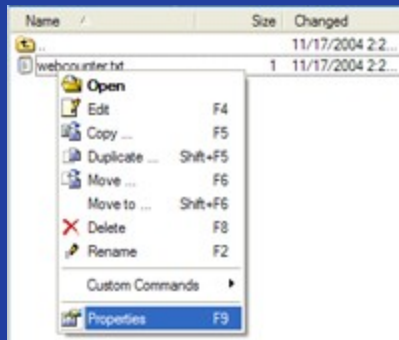 Name Size Changed
.. 11/17/2004 2:2...
webcounter.txt 1 11/17/2004 2:2...
Open
Edit F4
Copy ... F5
Duplicate ... Shift+F5
Move ... F6
Move to ... Shift+F6
Delete F8
Rename F2
Custom Commands
Properties F9